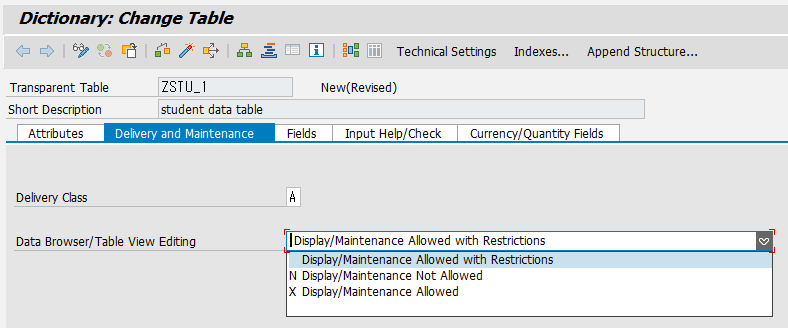 Dictionary: Change Table
Technical Settings Indexes... Append Structure...
Transparent Table ZSTU_1 New(Revised)
Short Description student data table
Attributes Delivery and Maintenance Fields Input Help/Check Currency/Quantity Fields
Delivery Class A
Data Browser/Table View Editing Display/Maintenance Allowed with Restrictions
Display/Maintenance Allowed with Restrictions
N Display/Maintenance Not Allowed
X Display/Maintenance Allowed